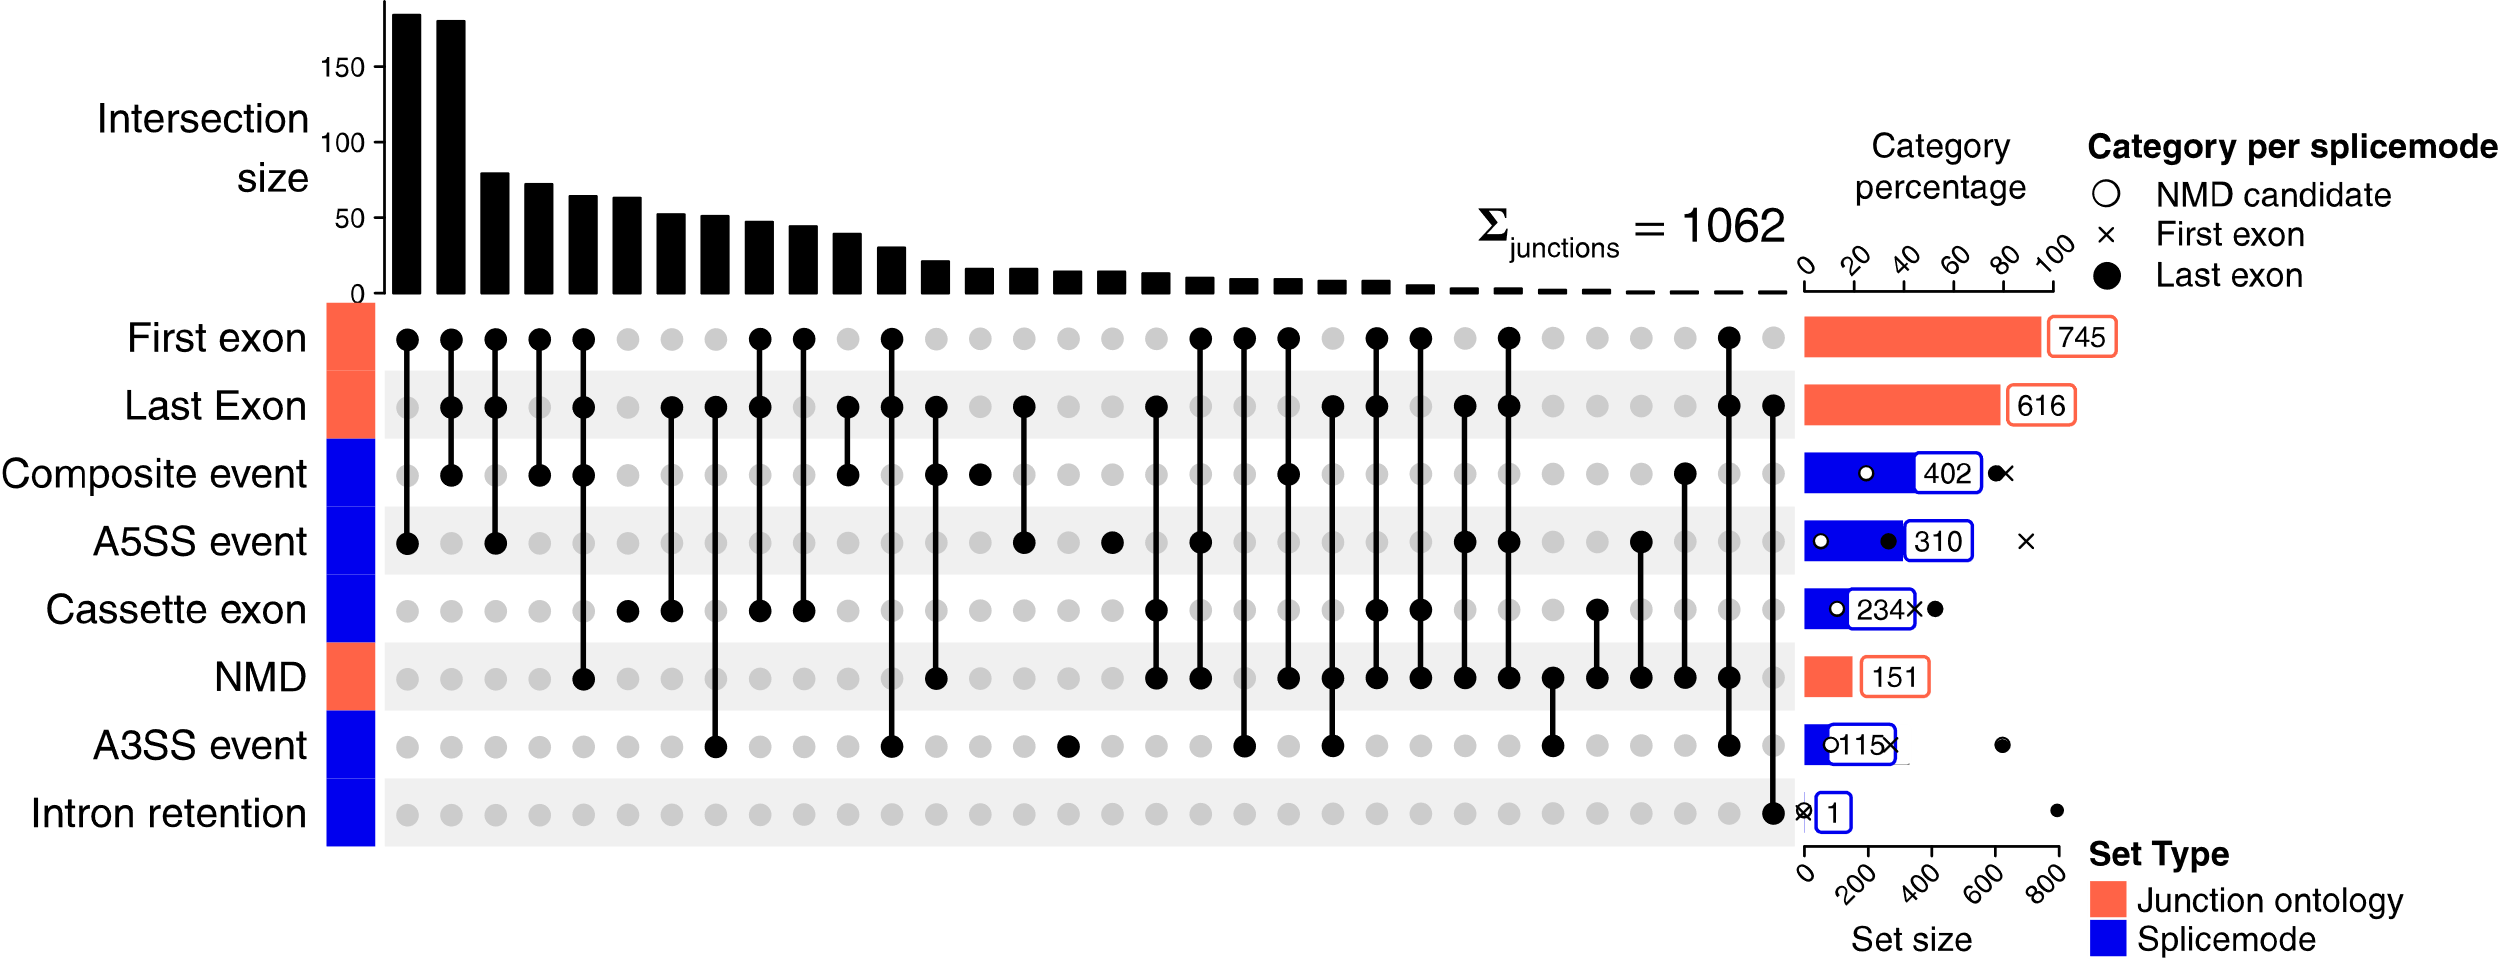 Intersection
size
150
100
50
0
Σjunctions = 1062
Category
percentage
0 20 40 60 80 100
Category per splicemode
NMD candidate
First exon
Last exon
First exon 745
Last Exon 616
Composite event 402
A5SS event 310
Cassette exon 234
NMD 151
A3SS event 115
Intron retention 1
0 200 400 600 800
Set size
Set Type
Junction ontology
Splicemode